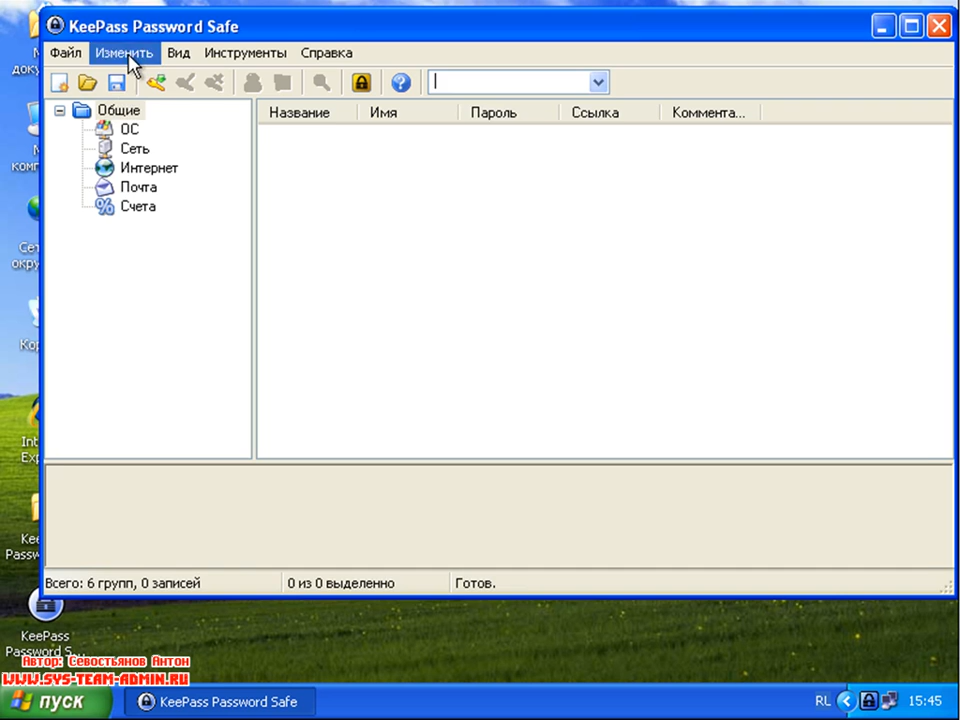 KeePass Password Safe
Файл Изменить Вид Инструменты Справка
Общие
ОС
Сеть
Интернет
Почта
Счета
Название Имя Пароль Ссылка Коммента...
Всего: 6 групп, 0 записей 0 из 0 выделенно Готов.
KeePass
Password S...
Автор: Севостьянов Антон
WWW.SYS-TEAM-ADMIN.RU
пуск KeePass Password Safe RL 15:45